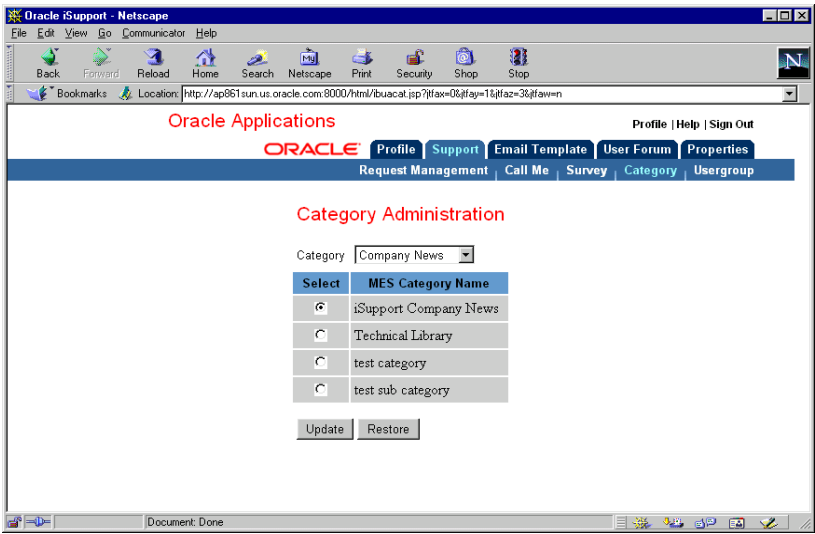 Oracle iSupport - Netscape
File Edit View Go Communicator Help
Back Forward Reload Home Search Netscape Print Security Shop Stop
My
N
Bookmarks Location: http://ap861sun.us.oracle.com:8000/html/ibuacat.jsp?jtfax=0&jtfay=1&jtfaz=3&jtfaw=n
Oracle Applications Profile | Help | Sign Out
ORACLE Profile Support Email Template User Forum Properties
Request Management | Call Me | Survey | Category | Usergroup
Category Administration
Category Company News
Select MES Category Name
iSupport Company News
Technical Library
test category
test sub category
Update Restore
Document: Done